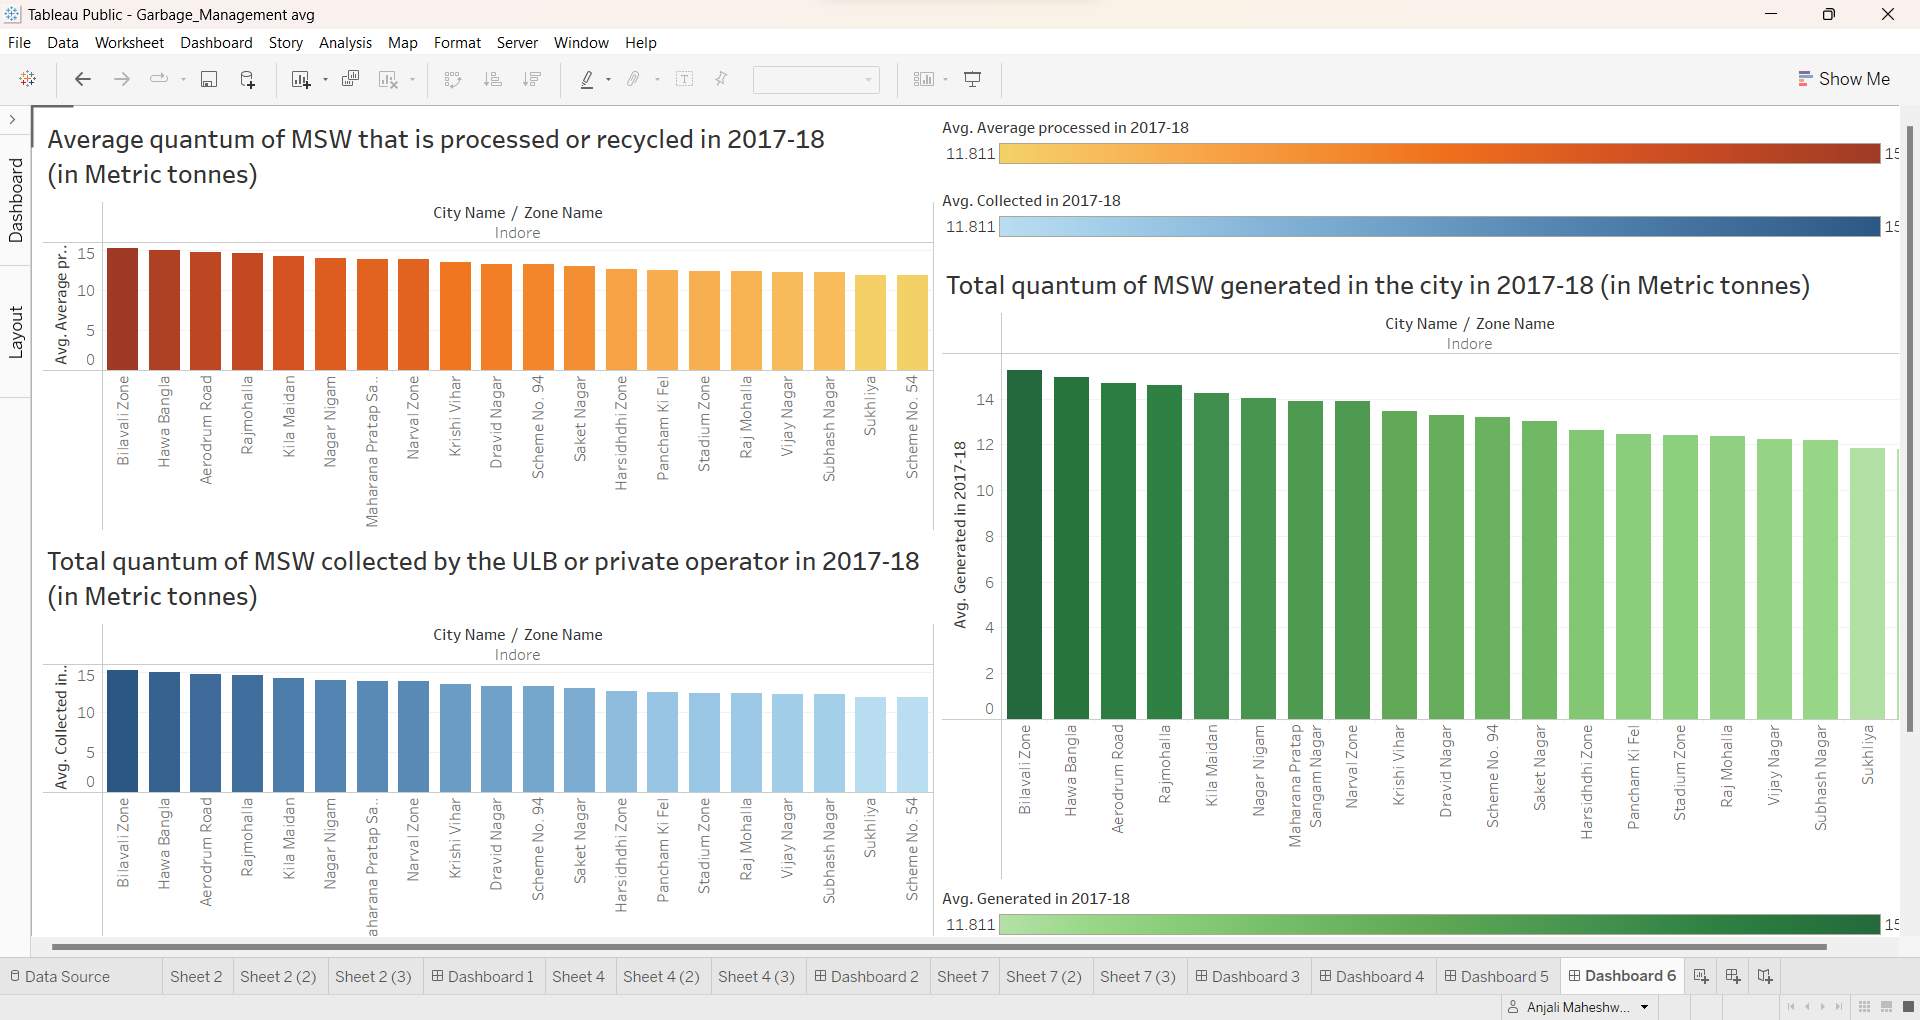 Tableau Public - Garbage_Management avg
File Data Worksheet Dashboard Story Analysis Map Format Server Window Help
Show Me
Dashboard
Layout
Average quantum of MSW that is processed or recycled in 2017-18
(in Metric tonnes)
City Name / Zone Name
Indore
Avg. Average pr..
15
10
5
0
Bilavali Zone
Hawa Bangla
Aerodrum Road
Rajmohalla
Kila Maidan
Nagar Nigam
Maharana Pratap Sa..
Narval Zone
Krishi Vihar
Dravid Nagar
Scheme No. 94
Saket Nagar
Harsidhdhi Zone
Pancham Ki Fel
Stadium Zone
Raj Mohalla
Vijay Nagar
Subhash Nagar
Sukhliya
Scheme No. 54
Total quantum of MSW collected by the ULB or private operator in 2017-18
(in Metric tonnes)
City Name / Zone Name
Indore
Avg. Collected in..
15
10
5
0
Bilavali Zone
Hawa Bangla
Aerodrum Road
Rajmohalla
Kila Maidan
Nagar Nigam
aharana Pratap Sa..
Narval Zone
Krishi Vihar
Dravid Nagar
Scheme No. 94
Saket Nagar
Harsidhdhi Zone
Pancham Ki Fel
Stadium Zone
Raj Mohalla
Vijay Nagar
Subhash Nagar
Sukhliya
Scheme No. 54
Avg. Average processed in 2017-18
11.811 15
Avg. Collected in 2017-18
11.811 15
Total quantum of MSW generated in the city in 2017-18 (in Metric tonnes)
City Name / Zone Name
Indore
Avg. Generated in 2017-18
14
12
10
8
6
4
2
0
Bilavali Zone
Hawa Bangla
Aerodrum Road
Rajmohalla
Kila Maidan
Nagar Nigam
Maharana Pratap
Sangam Nagar
Narval Zone
Krishi Vihar
Dravid Nagar
Scheme No. 94
Saket Nagar
Harsidhdhi Zone
Pancham Ki Fel
Stadium Zone
Raj Mohalla
Vijay Nagar
Subhash Nagar
Sukhliya
Avg. Generated in 2017-18
11.811 15
Data Source Sheet 2 Sheet 2 (2) Sheet 2 (3) Dashboard 1 Sheet 4 Sheet 4 (2) Sheet 4 (3) Dashboard 2 Sheet 7 Sheet 7 (2) Sheet 7 (3) Dashboard 3 Dashboard 4 Dashboard 5 Dashboard 6
Anjali Maheshw...